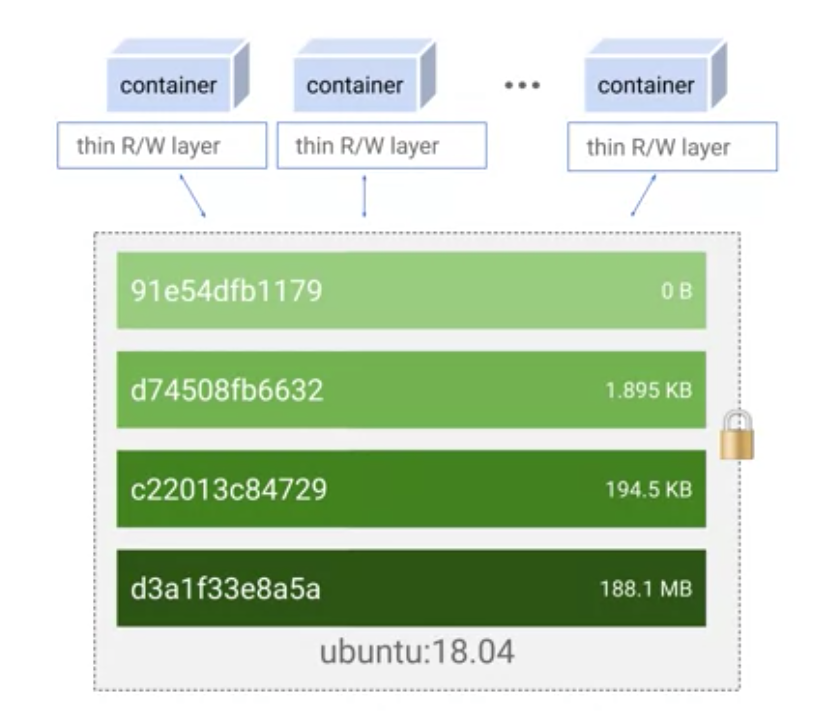 container container ••• container
thin R/W layer thin R/W layer thin R/W layer
91e54dfb1179 0 B
d74508fb6632 1.895 KB
c22013c84729 194.5 KB
d3a1f33e8a5a 188.1 MB
ubuntu:18.04